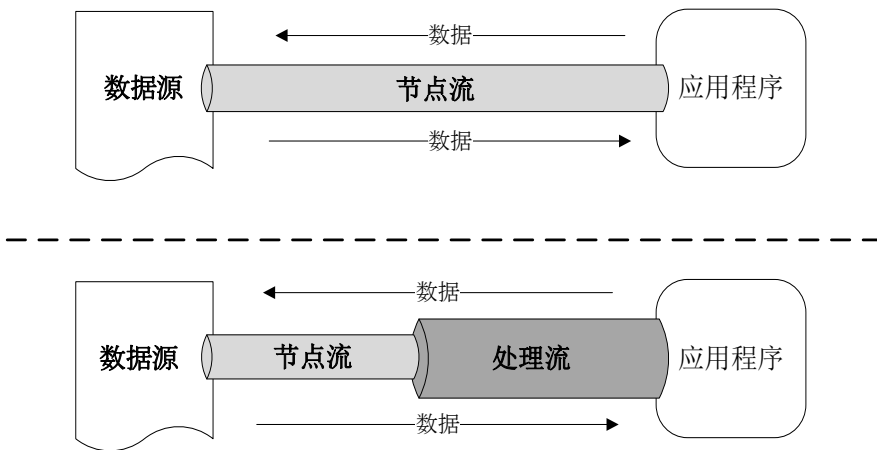 数据
数据源
节点流
应用程序
数据
数据
数据源
节点流
处理流
应用程序
数据